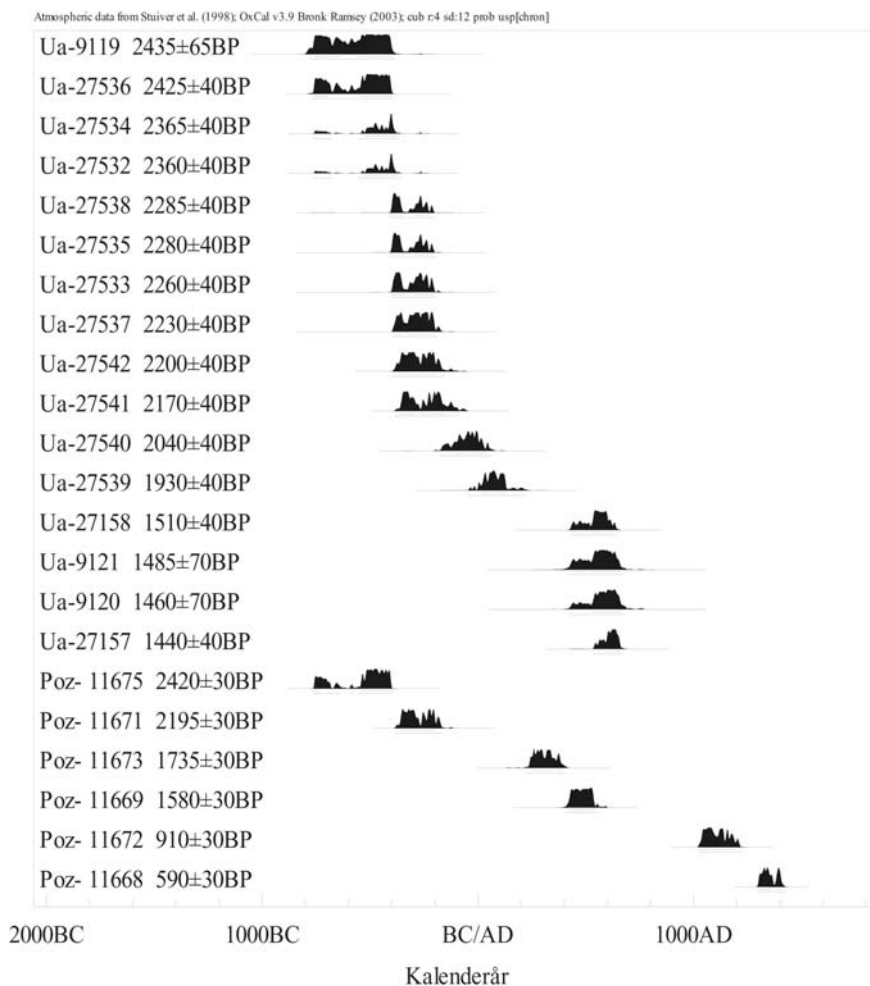 Atmospheric data from Stuiver et al. (1998); OxCal v3.9 Bronk Ramsey (2003); cub r:4 sd:12 prob usp[chron]
Ua-9119 2435±65BP
Ua-27536 2425±40BP
Ua-27534 2365±40BP
Ua-27532 2360±40BP
Ua-27538 2285±40BP
Ua-27535 2280±40BP
Ua-27533 2260±40BP
Ua-27537 2230±40BP
Ua-27542 2200±40BP
Ua-27541 2170±40BP
Ua-27540 2040±40BP
Ua-27539 1930±40BP
Ua-27158 1510±40BP
Ua-9121 1485±70BP
Ua-9120 1460±70BP
Ua-27157 1440±40BP
Poz- 11675 2420±30BP
Poz- 11671 2195±30BP
Poz- 11673 1735±30BP
Poz- 11669 1580±30BP
Poz- 11672 910±30BP
Poz- 11668 590±30BP
2000BC 1000BC BC/AD 1000AD
Kalenderår